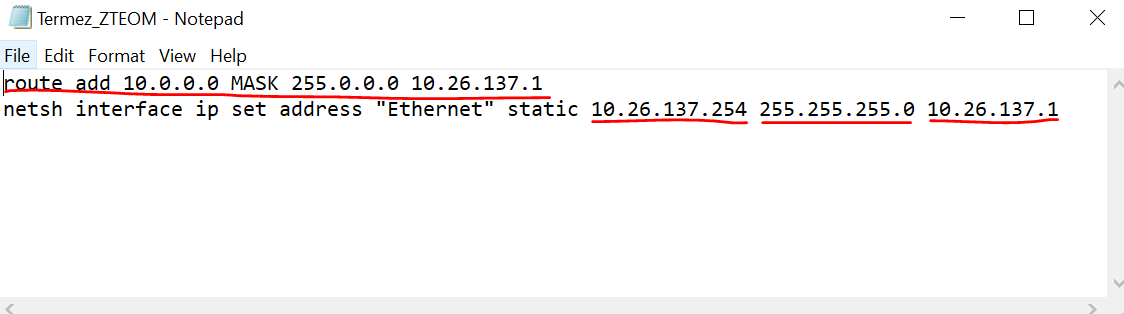 Termez_ZTEOM - Notepad
File Edit Format View Help
route add 10.0.0.0 MASK 255.0.0.0 10.26.137.1
netsh interface ip set address "Ethernet" static 10.26.137.254 255.255.255.0 10.26.137.1